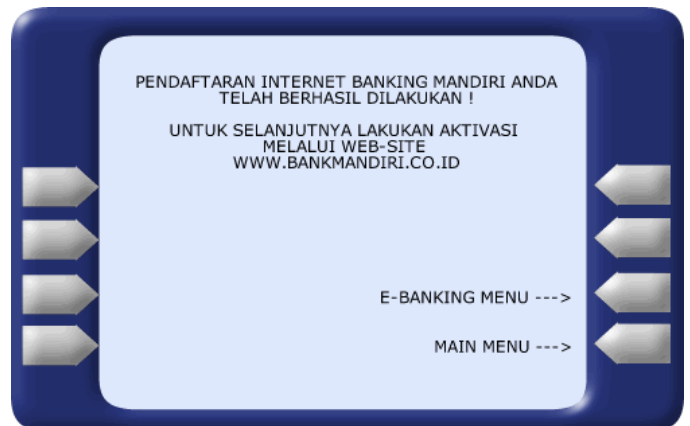 PENDAFTARAN INTERNET BANKING MANDIRI ANDA
TELAH BERHASIL DILAKUKAN !
UNTUK SELANJUTNYA LAKUKAN AKTIVASI
MELALUI WEB-SITE
WWW.BANKMANDIRI.CO.ID
E-BANKING MENU --->
MAIN MENU --->